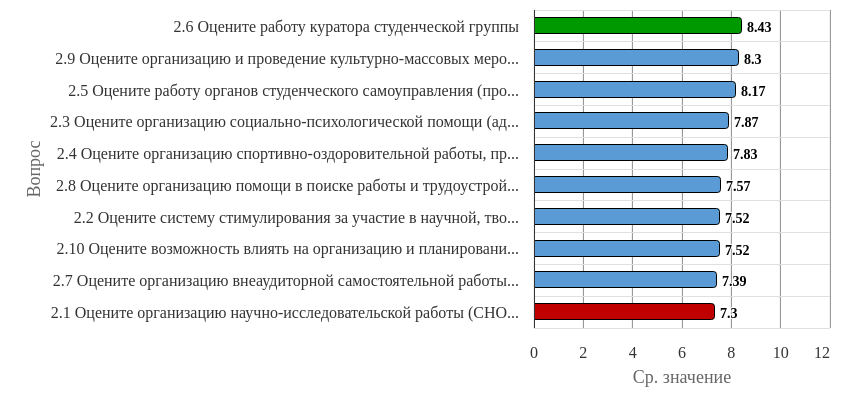 2.6 Оцените работу куратора студенческой группы 8.43
2.9 Оцените организацию и проведение культурно-массовых меро... 8.3
2.5 Оцените работу органов студенческого самоуправления (про... 8.17
2.3 Оцените организацию социально-психологической помощи (ад... 7.87
2.4 Оцените организацию спортивно-оздоровительной работы, пр... 7.83
2.8 Оцените организацию помощи в поиске работы и трудоустрой... 7.57
2.2 Оцените систему стимулирования за участие в научной, тво... 7.52
2.10 Оцените возможность влиять на организацию и планировани... 7.52
2.7 Оцените организацию внеаудиторной самостоятельной работы... 7.39
2.1 Оцените организацию научно-исследовательской работы (СНО... 7.3
Вопрос
0 2 4 6 8 10 12
Ср. значение